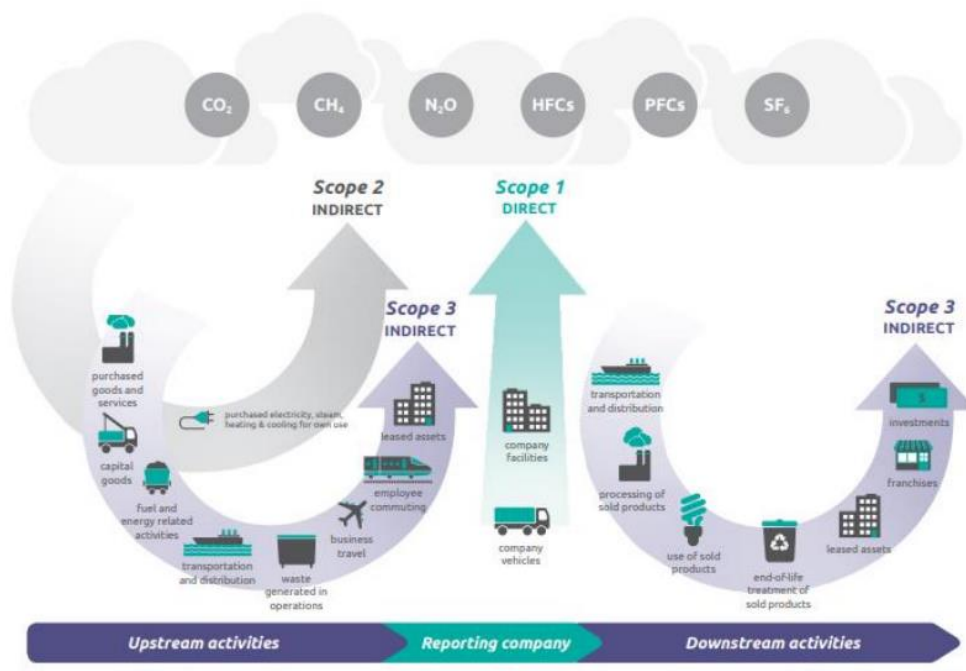 CO₂
CH₄
N₂O
HFCs
PFCs
SF₆
Scope 2
INDIRECT
Scope 1
DIRECT
Scope 3
INDIRECT
Scope 3
INDIRECT
purchased
goods and
services
capital
goods
fuel and
energy related
activities
transportation
and distribution
waste
generated in
operations
business
travel
employee
commuting
leased assets
purchased electricity, steam,
heating & cooling for own use
company
facilities
company
vehicles
transportation
and distribution
processing of
sold products
use of sold
products
end-of-life
treatment of
sold products
leased assets
franchises
investments
$
Upstream activities
Reporting company
Downstream activities